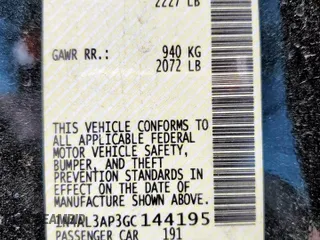 2227 LB
GAWR RR.: 940 KG
2072 LB
THIS VEHICLE CONFORMS TO
ALL APPLICABLE FEDERAL
MOTOR VEHICLE SAFETY,
BUMPER, AND THEFT
PREVENTION STANDARDS IN
EFFECT ON THE DATE OF
MANUFACTURE SHOWN ABOVE.
1N4AL3AP3GC144195
PASSENGER CAR 191